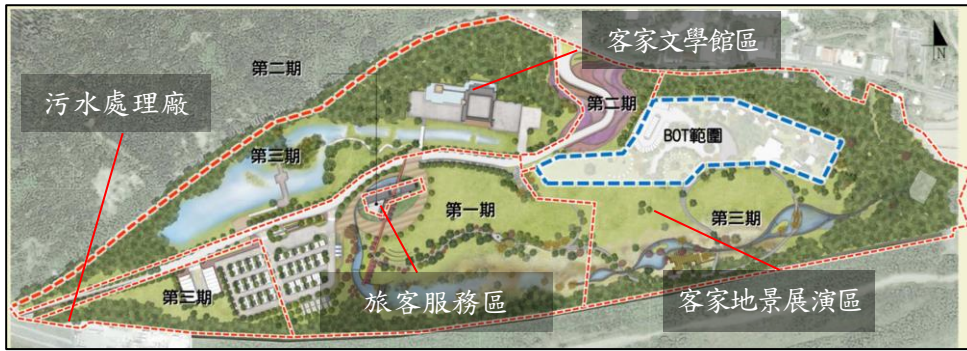 客家文學館區
第二期
污水處理廠
第二期
BOT範圍
第三期
第一期
第三期
第三期
旅客服務區
客家地景展演區
N